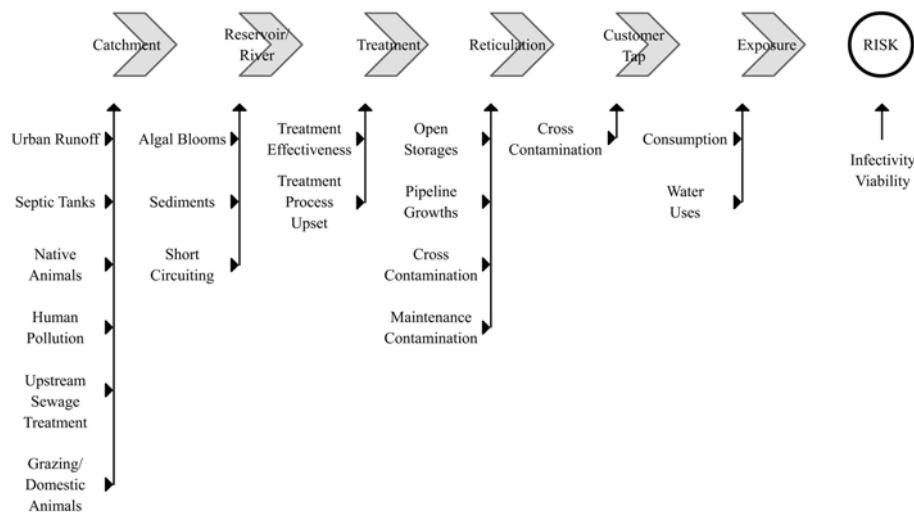 Catchment
Reservoir/
River
Treatment
Reticulation
Customer
Tap
Exposure
RISK
Urban Runoff
Septic Tanks
Native
Animals
Human
Pollution
Upstream
Sewage
Treatment
Grazing/
Domestic
Animals
Algal Blooms
Sediments
Short
Circuiting
Treatment
Effectiveness
Treatment
Process
Upset
Open
Storages
Pipeline
Growths
Cross
Contamination
Maintenance
Contamination
Cross
Contamination
Consumption
Water
Uses
Infectivity
Viability